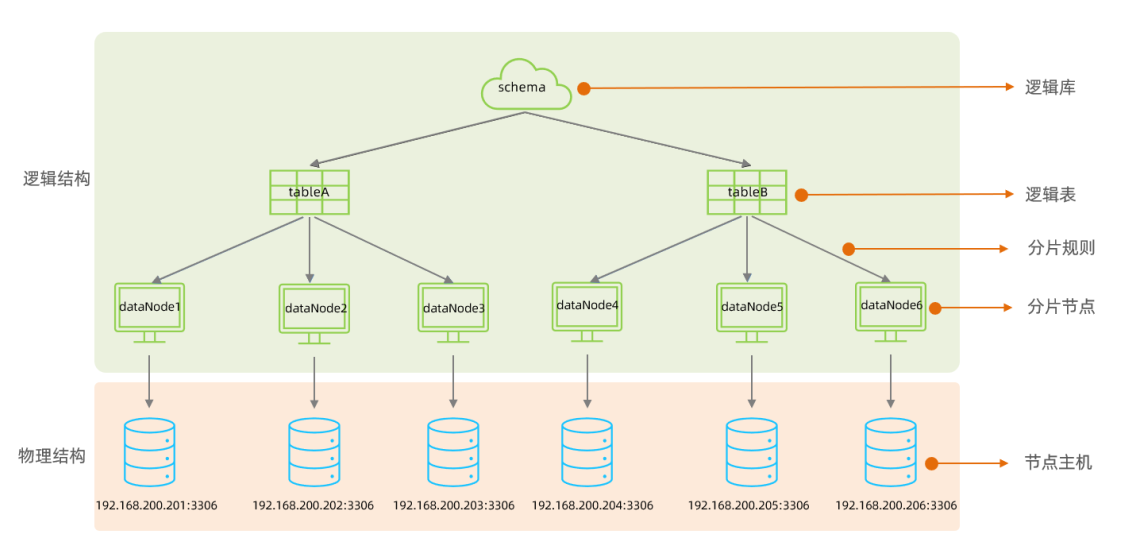 schema
逻辑库
逻辑结构
tableA
tableB
逻辑表
分片规则
dataNode1
dataNode2
dataNode3
dataNode4
dataNode5
dataNode6
分片节点
物理结构
节点主机
192.168.200.201:3306
192.168.200.202:3306
192.168.200.203:3306
192.168.200.204:3306
192.168.200.205:3306
192.168.200.206:3306